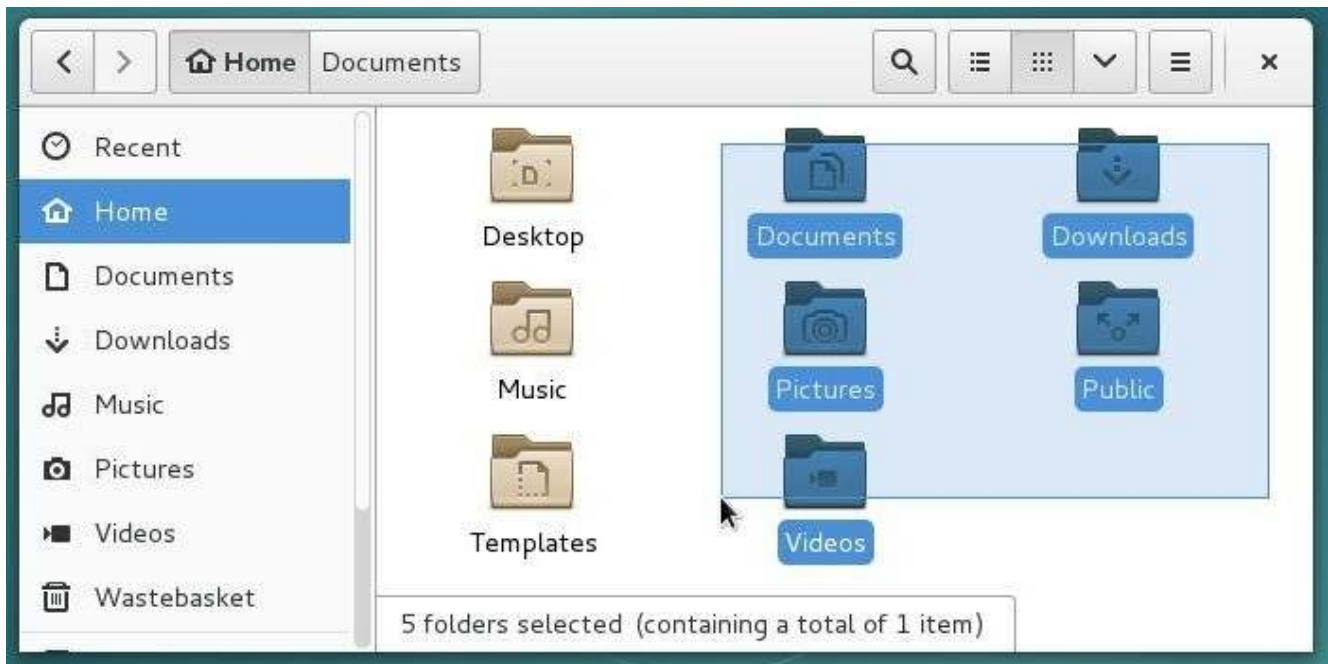 Home Documents
Recent
Home
Documents
Downloads
Music
Pictures
Videos
Wastebasket
Desktop Documents Downloads
Music Pictures Public
Templates Videos
5 folders selected (containing a total of 1 item)